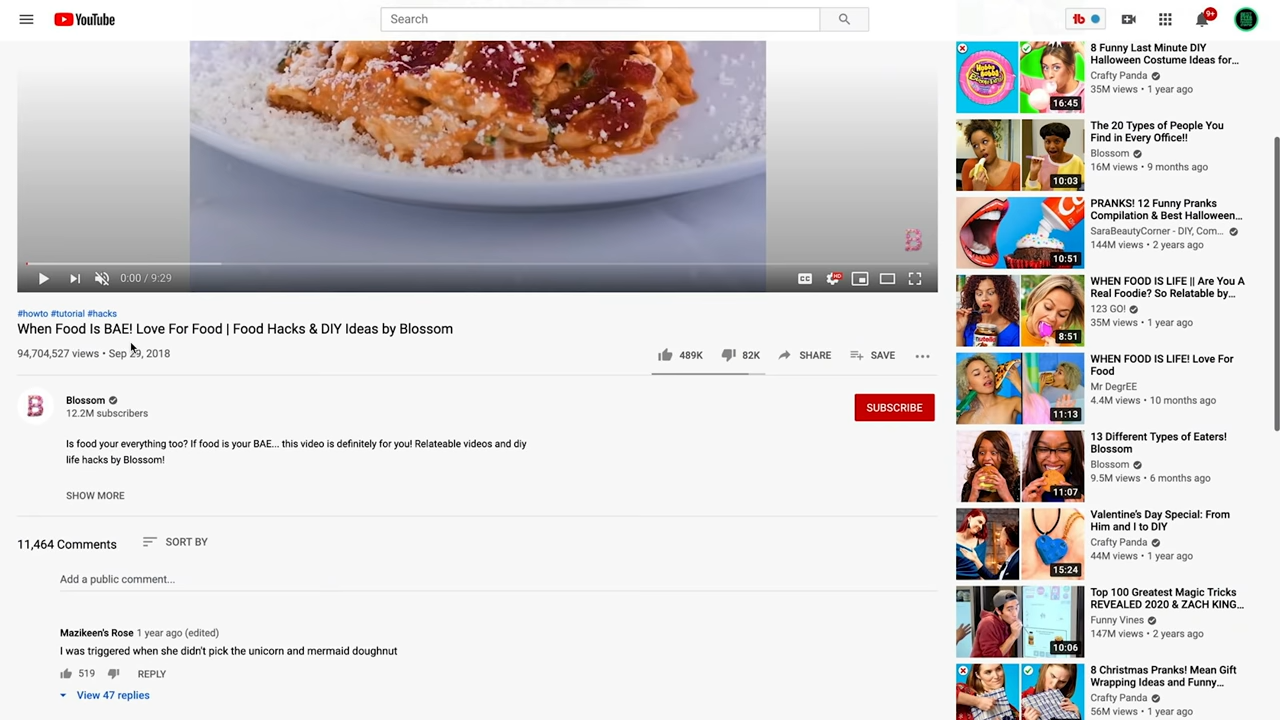 YouTube
Search
9+
0:00 / 9:29
CC
HD
B
#howto #tutorial #hacks
When Food Is BAE! Love For Food | Food Hacks & DIY Ideas by Blossom
94,704,527 views • Sep 29, 2018
489K
82K
SHARE
SAVE
B
Blossom
12.2M subscribers
SUBSCRIBE
Is food your everything too? If food is your BAE... this video is definitely for you! Relateable videos and diy
life hacks by Blossom!
SHOW MORE
11,464 Comments
SORT BY
Add a public comment...
Mazikeen's Rose 1 year ago (edited)
I was triggered when she didn't pick the unicorn and mermaid doughnut
519
REPLY
View 47 replies
16:45
8 Funny Last Minute DIY
Halloween Costume Ideas for...
Crafty Panda
35M views • 1 year ago
10:03
The 20 Types of People You
Find in Every Office!!
Blossom
16M views • 9 months ago
10:51
PRANKS! 12 Funny Pranks
Compilation & Best Halloween...
SaraBeautyCorner - DIY, Com...
144M views • 2 years ago
nutella
8:51
WHEN FOOD IS LIFE || Are You A
Real Foodie? So Relatable by...
123 GO!
35M views • 1 year ago
11:13
WHEN FOOD IS LIFE! Love For
Food
Mr DegrEE
4.4M views • 10 months ago
11:07
13 Different Types of Eaters!
Blossom
Blossom
9.5M views • 6 months ago
15:24
Valentine's Day Special: From
Him and I to DIY
Crafty Panda
44M views • 1 year ago
10:06
Top 100 Greatest Magic Tricks
REVEALED 2020 & ZACH KING...
Funny Vines
147M views • 2 years ago
8 Christmas Pranks! Mean Gift
Wrapping Ideas and Funny...
Crafty Panda
56M views • 1 year ago